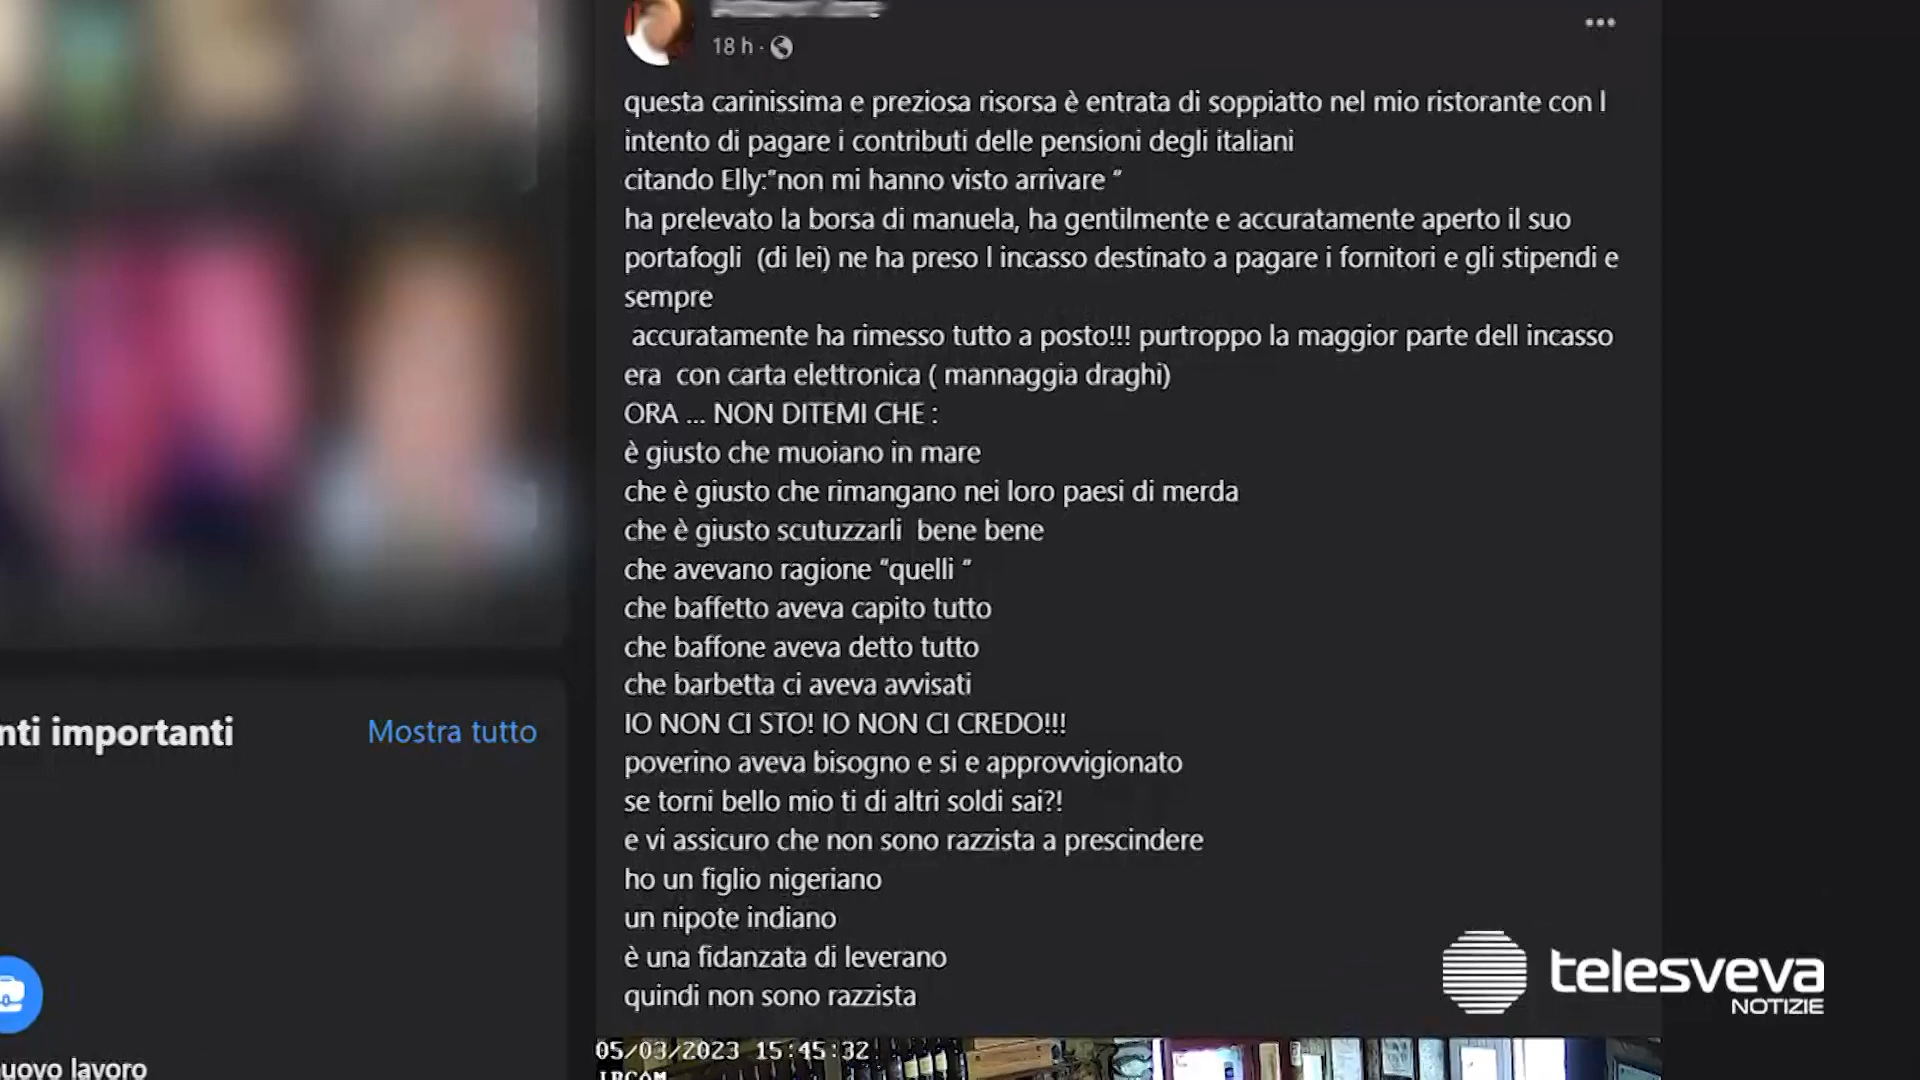 18 h ·
questa carinissima e preziosa risorsa è entrata di soppiatto nel mio ristorante con l
intento di pagare i contributi delle pensioni degli italiani
citando Elly:"non mi hanno visto arrivare "
ha prelevato la borsa di manuela, ha gentilmente e accuratamente aperto il suo
portafogli (di lei) ne ha preso l incasso destinato a pagare i fornitori e gli stipendi e
sempre
accuratamente ha rimesso tutto a posto!!! purtroppo la maggior parte dell incasso
era con carta elettronica ( mannaggia draghi)
ORA ... NON DITEMI CHE :
è giusto che muoiano in mare
che è giusto che rimangano nei loro paesi di merda
che è giusto scutuzzarli bene bene
che avevano ragione "quelli "
che baffetto aveva capito tutto
che baffone aveva detto tutto
che barbetta ci aveva avvisati
IO NON CI STO! IO NON CI CREDO!!!
poverino aveva bisogno e si e approvvigionato
se torni bello mio ti di altri soldi sai?!
e vi assicuro che non sono razzista a prescindere
ho un figlio nigeriano
un nipote indiano
è una fidanzata di leverano
quindi non sono razzista
nti importanti
Mostra tutto
uovo lavoro
05/03/2023 15:45:32
IPCAM
telesveva
NOTIZIE